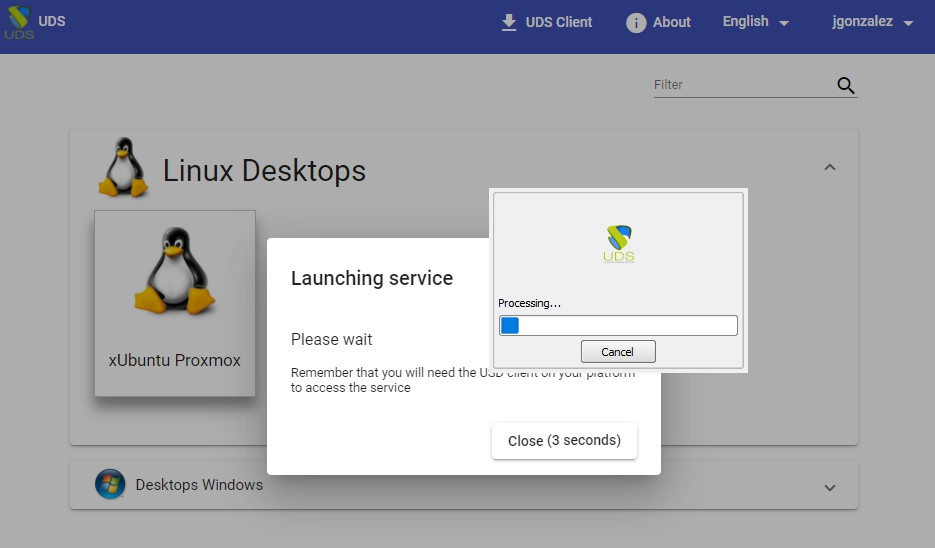 UDS
UDS
UDS Client
About
English
jgonzalez
Filter
Linux Desktops
xUbuntu Proxmox
Launching service
Please wait
Remember that you will need the USD client on your platform
to access the service
Close (3 seconds)
UDS
Processing...
Cancel
Desktops Windows